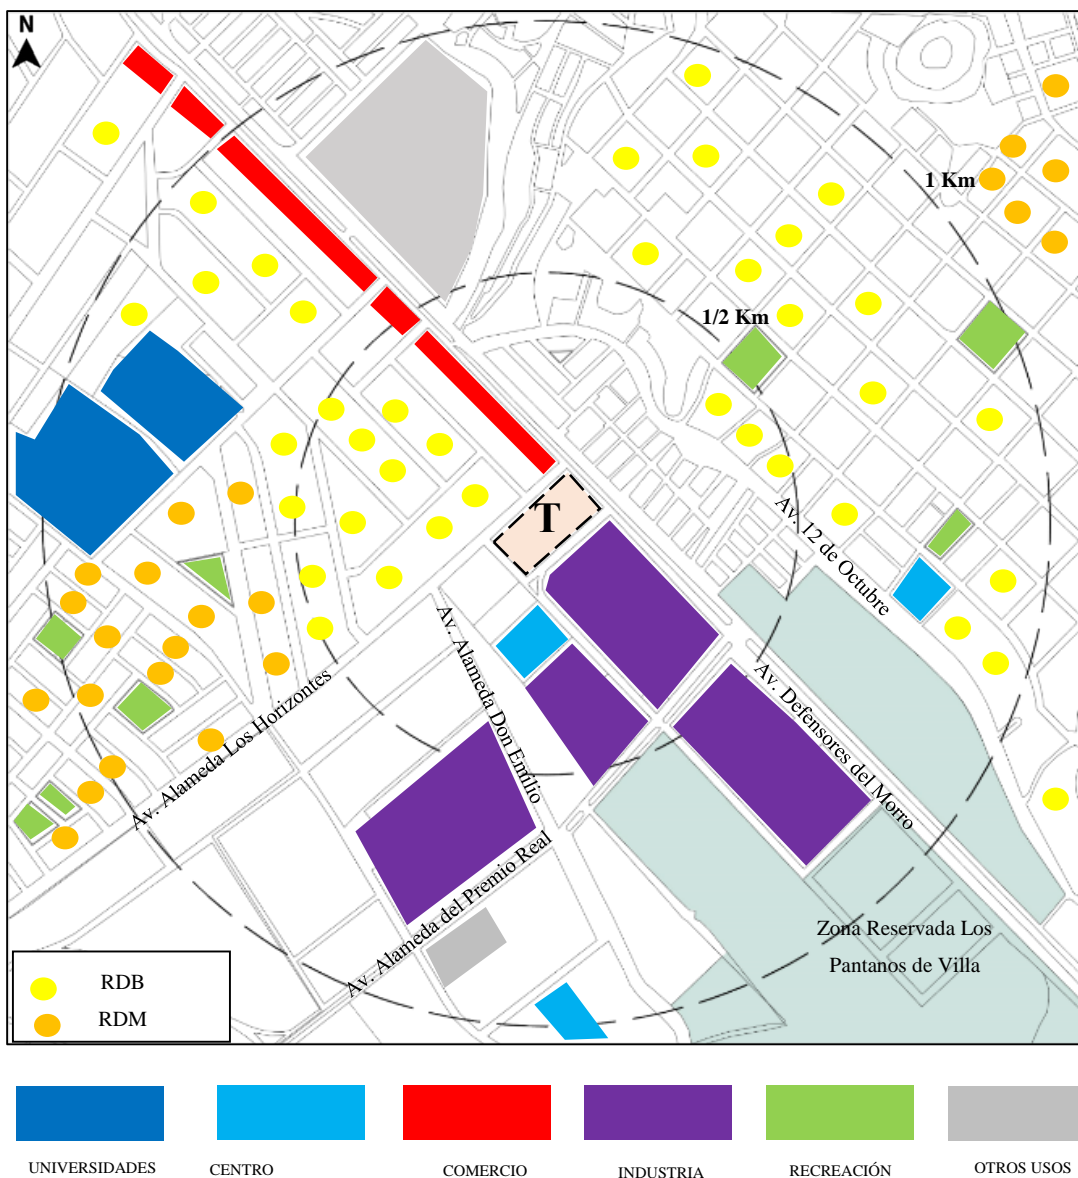 N
1 Km
1/2 Km
T
Av. 12 de Octubre
Av. Alameda Don Emilio
Av. Defensores del Morro
Av. Alameda Los Horizontes
Av. Alameda del Premio Real
Zona Reservada Los
Pantanos de Villa
RDB
RDM
UNIVERSIDADES
CENTRO
COMERCIO
INDUSTRIA
RECREACIÓN
OTROS USOS